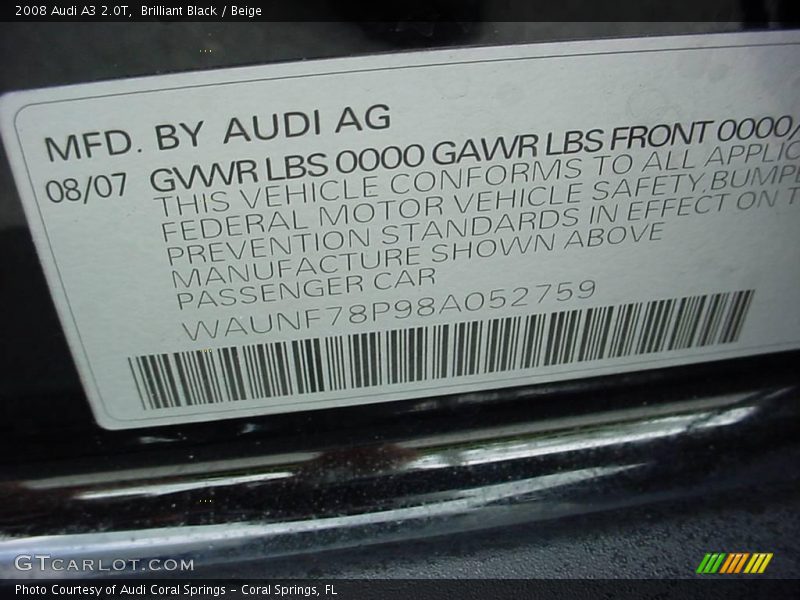 2008 Audi A3 2.0T, Brilliant Black / Beige
MFD. BY AUDI AG
08/07 GVWR LBS 0000 GAWR LBS FRONT 0000/
THIS VEHICLE CONFORMS TO ALL APPLIC
FEDERAL MOTOR VEHICLE SAFETY, BUMPE
PREVENTION STANDARDS IN EFFECT ON T
MANUFACTURE SHOWN ABOVE
PASSENGER CAR
WAUNF78P98A052759
GTCARLOT.COM
Photo Courtesy of Audi Coral Springs - Coral Springs, FL